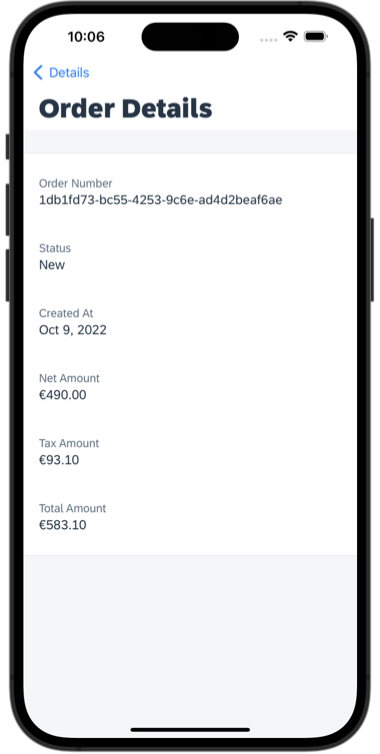 10:06
Details
Order Details
Order Number
1db1fd73-bc55-4253-9c6e-ad4d2beaf6ae
Status
New
Created At
Oct 9, 2022
Net Amount
€490.00
Tax Amount
€93.10
Total Amount
€583.10